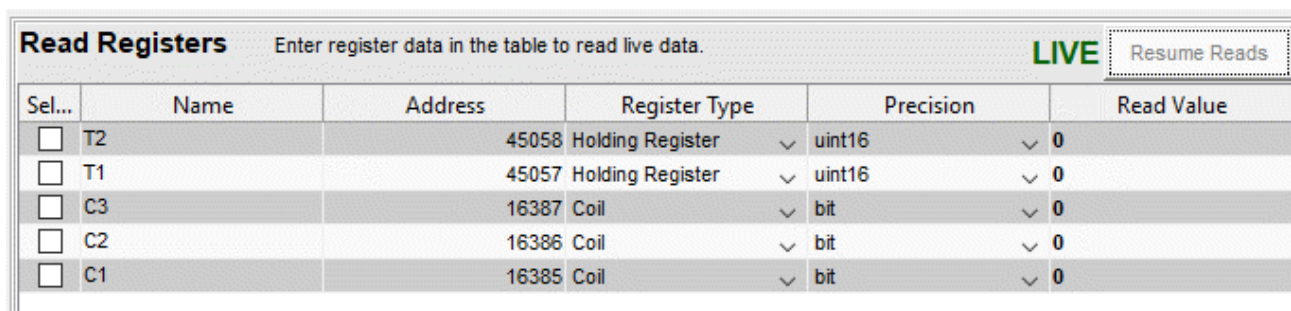 Read Registers Enter register data in the table to read live data. LIVE Resume Reads
Sel... Name Address Register Type Precision Read Value
T2 45058 Holding Register uint16 0
T1 45057 Holding Register uint16 0
C3 16387 Coil bit 0
C2 16386 Coil bit 0
C1 16385 Coil bit 0